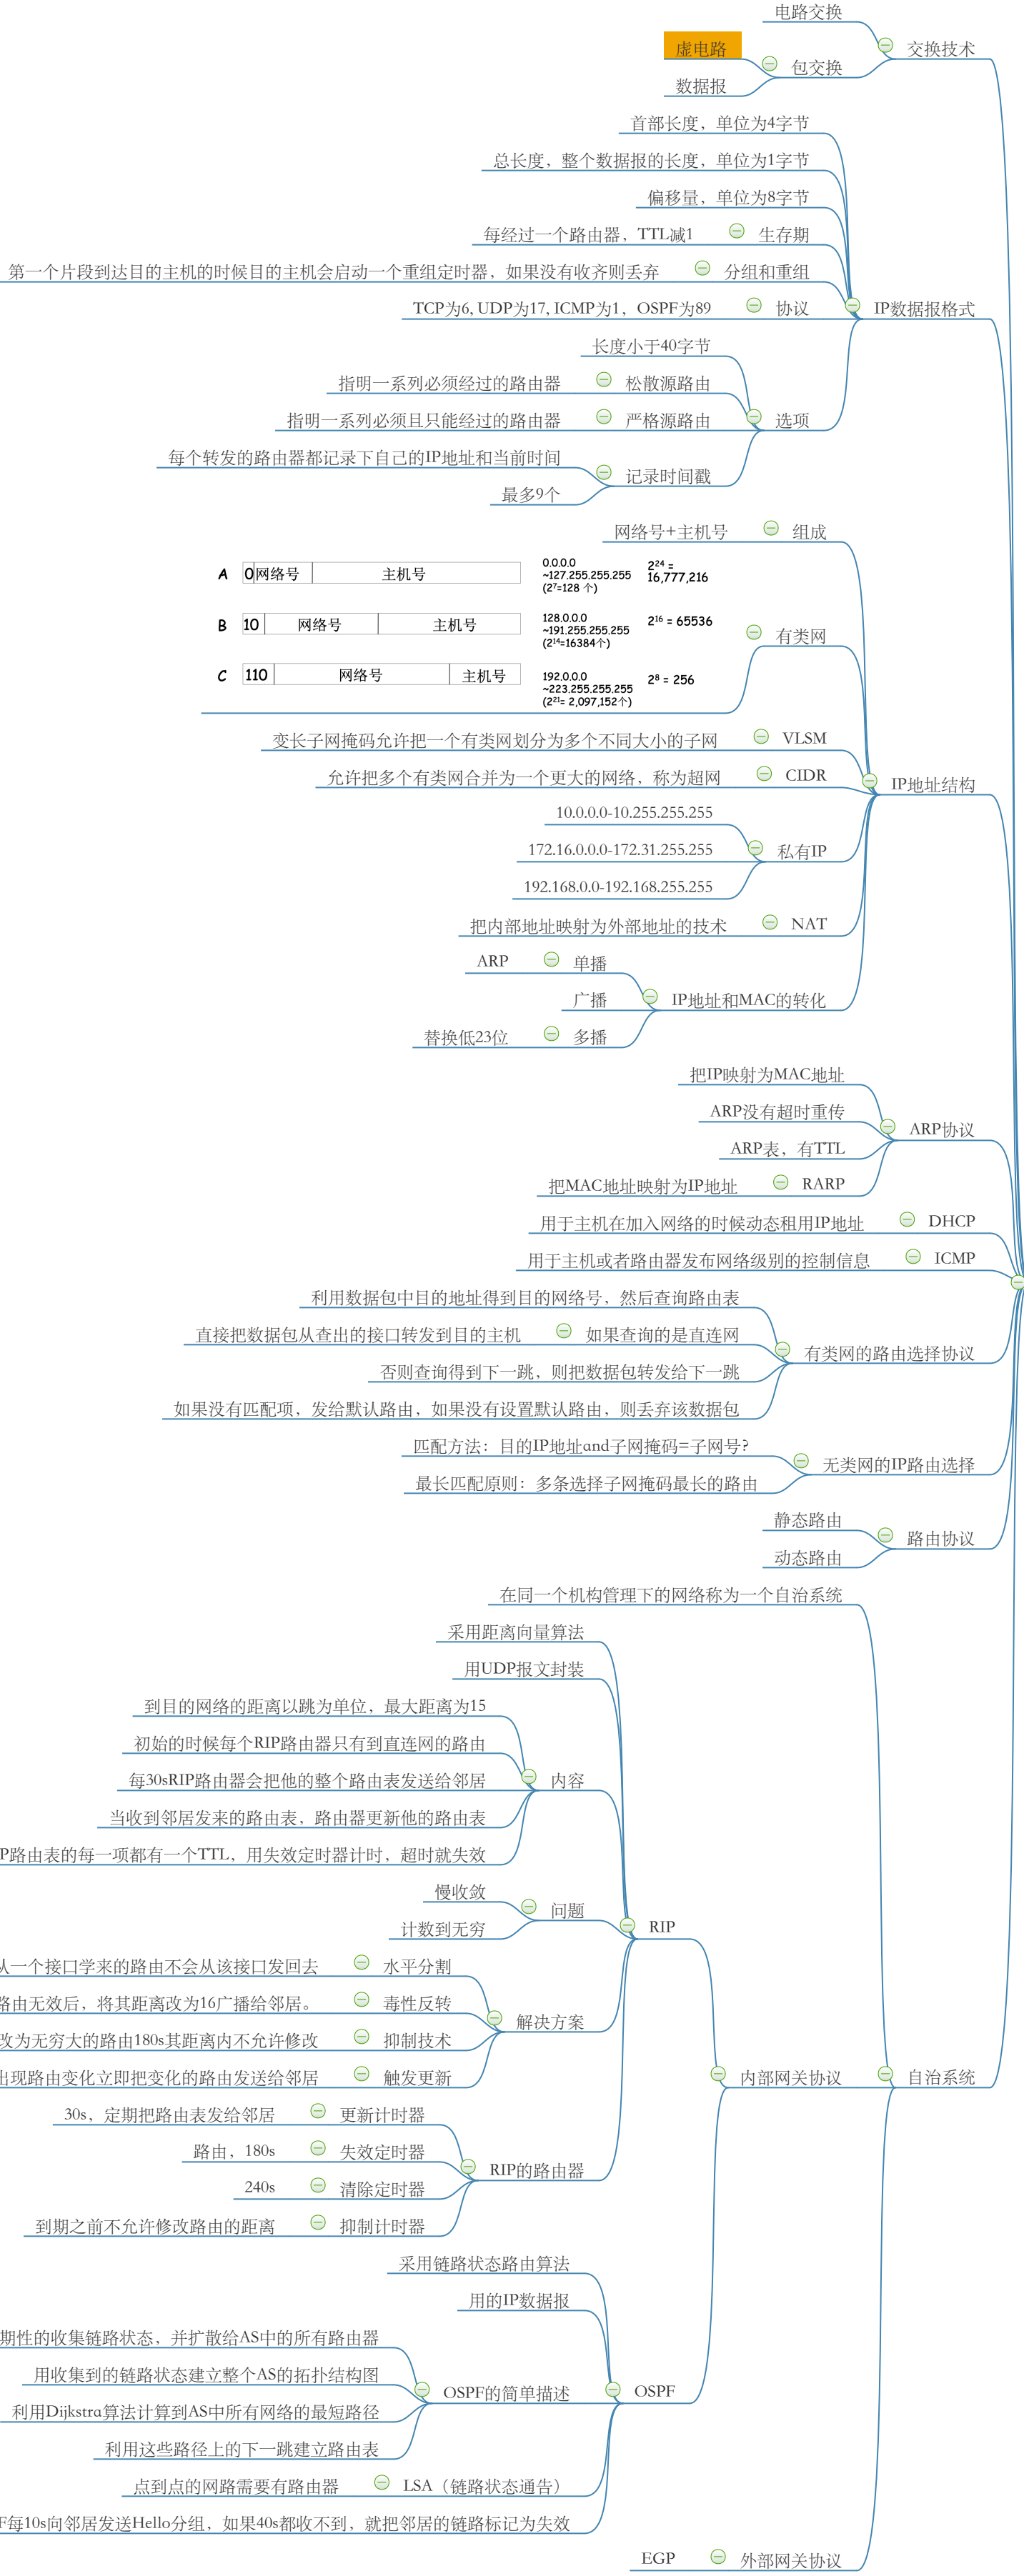 电路交换
虚电路
交换技术
包交换
数据报
首部长度，单位为4字节
总长度，整个数据报的长度，单位为1字节
偏移量，单位为8字节
每经过一个路由器，TTL减1
生存期
第一个片段到达目的主机的时候目的主机会启动一个重组定时器，如果没有收齐则丢弃
分组和重组
TCP为6, UDP为17, ICMP为1，OSPF为89
协议
IP数据报格式
长度小于40字节
指明一系列必须经过的路由器
松散源路由
指明一系列必须且只能经过的路由器
严格源路由
选项
每个转发的路由器都记录下自己的IP地址和当前时间
记录时间戳
最多9个
网络号+主机号
组成
A 0 网络号 主机号 0.0.0.0 ~127.255.255.255 (2⁷=128 个) 2²⁴ = 16,777,216
B 10 网络号 主机号 128.0.0.0 ~191.255.255.255 (2¹⁴=16384个) 2¹⁶ = 65536
有类网
C 110 网络号 主机号 192.0.0.0 ~223.255.255.255 (2²¹= 2,097,152个) 2⁸ = 256
变长子网掩码允许把一个有类网划分为多个不同大小的子网
VLSM
允许把多个有类网合并为一个更大的网络，称为超网
CIDR
IP地址结构
10.0.0.0-10.255.255.255
172.16.0.0-172.31.255.255
私有IP
192.168.0.0-192.168.255.255
把内部地址映射为外部地址的技术
NAT
ARP
单播
广播
IP地址和MAC的转化
替换低23位
多播
把IP映射为MAC地址
ARP没有超时重传
ARP协议
ARP表，有TTL
把MAC地址映射为IP地址
RARP
用于主机在加入网络的时候动态租用IP地址
DHCP
用于主机或者路由器发布网络级别的控制信息
ICMP
利用数据包中目的地址得到目的网络号，然后查询路由表
直接把数据包从查出的接口转发到目的主机
如果查询的是直连网
有类网的路由选择协议
否则查询得到下一跳，则把数据包转发给下一跳
如果没有匹配项，发给默认路由，如果没有设置默认路由，则丢弃该数据包
匹配方法：目的IP地址and子网掩码=子网号?
无类网的IP路由选择
最长匹配原则：多条选择子网掩码最长的路由
静态路由
路由协议
动态路由
在同一个机构管理下的网络称为一个自治系统
采用距离向量算法
用UDP报文封装
到目的网络的距离以跳为单位，最大距离为15
初始的时候每个RIP路由器只有到直连网的路由
每30sRIP路由器会把他的整个路由表发送给邻居
内容
当收到邻居发来的路由表，路由器更新他的路由表
P路由表的每一项都有一个TTL，用失效定时器计时，超时就失效
慢收敛
问题
计数到无穷
RIP
从一个接口学来的路由不会从该接口发回去
水平分割
路由无效后，将其距离改为16广播给邻居。
毒性反转
解决方案
改为无穷大的路由180s其距离内不允许修改
抑制技术
出现路由变化立即把变化的路由发送给邻居
触发更新
内部网关协议
自治系统
30s，定期把路由表发给邻居
更新计时器
路由，180s
失效定时器
RIP的路由器
240s
清除定时器
到期之前不允许修改路由的距离
抑制计时器
采用链路状态路由算法
用的IP数据报
期性的收集链路状态，并扩散给AS中的所有路由器
用收集到的链路状态建立整个AS的拓扑结构图
OSPF的简单描述
OSPF
利用Dijkstra算法计算到AS中所有网络的最短路径
利用这些路径上的下一跳建立路由表
点到点的网路需要有路由器
LSA（链路状态通告）
F每10s向邻居发送Hello分组，如果40s都收不到，就把邻居的链路标记为失效
EGP
外部网关协议